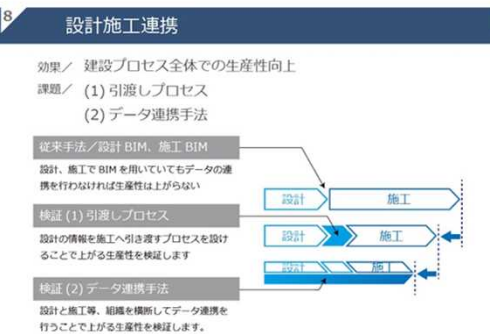 8
設計施工連携
効果／ 建設プロセス全体での生産性向上
課題／ (1) 引渡しプロセス
(2) データ連携手法
従来手法／設計 BIM、施工 BIM
設計、施工で BIM を用いていてもデータの連
携を行わなければ生産性は上がらない
設計 施工
検証 (1) 引渡しプロセス
設計の情報を施工へ引き渡すプロセスを設け
ることで上がる生産性を検証します
設計 施工
設計 施工
検証 (2) データ連携手法
設計と施工等、組織を横断してデータ連携を
行うことで上がる生産性を検証します。